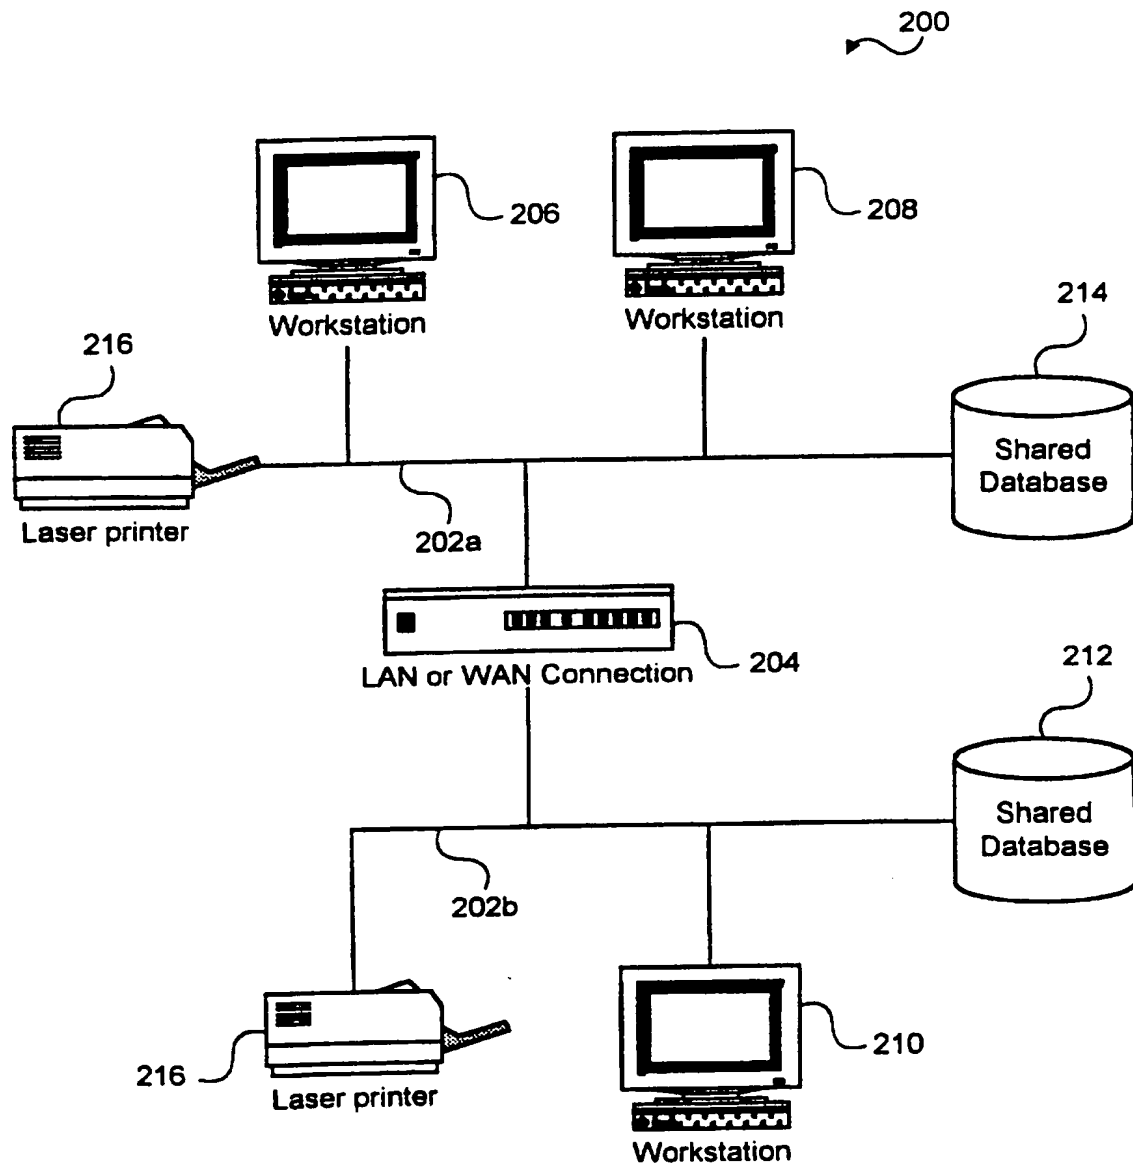 200
206
208
Workstation
Workstation
214
216
Shared
Database
Laser printer
202a
204
LAN or WAN Connection
212
Shared
Database
202b
210
216
Laser printer
Workstation